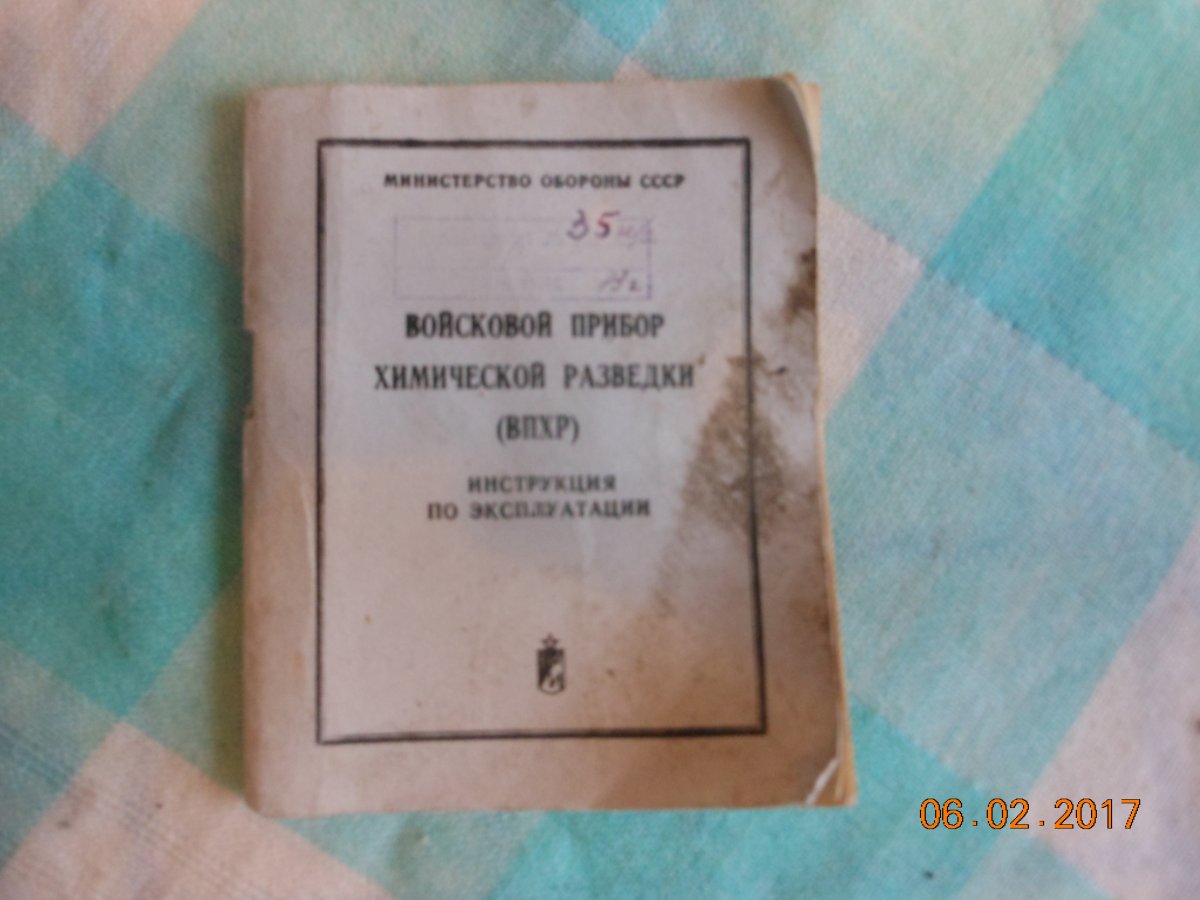 МИНИСТЕРСТВО ОБОРОНЫ СССР
35
ВОЙСКОВОЙ ПРИБОР
ХИМИЧЕСКОЙ РАЗВЕДКИ
(ВПХР)
ИНСТРУКЦИЯ
ПО ЭКСПЛУАТАЦИИ
06.02.2017